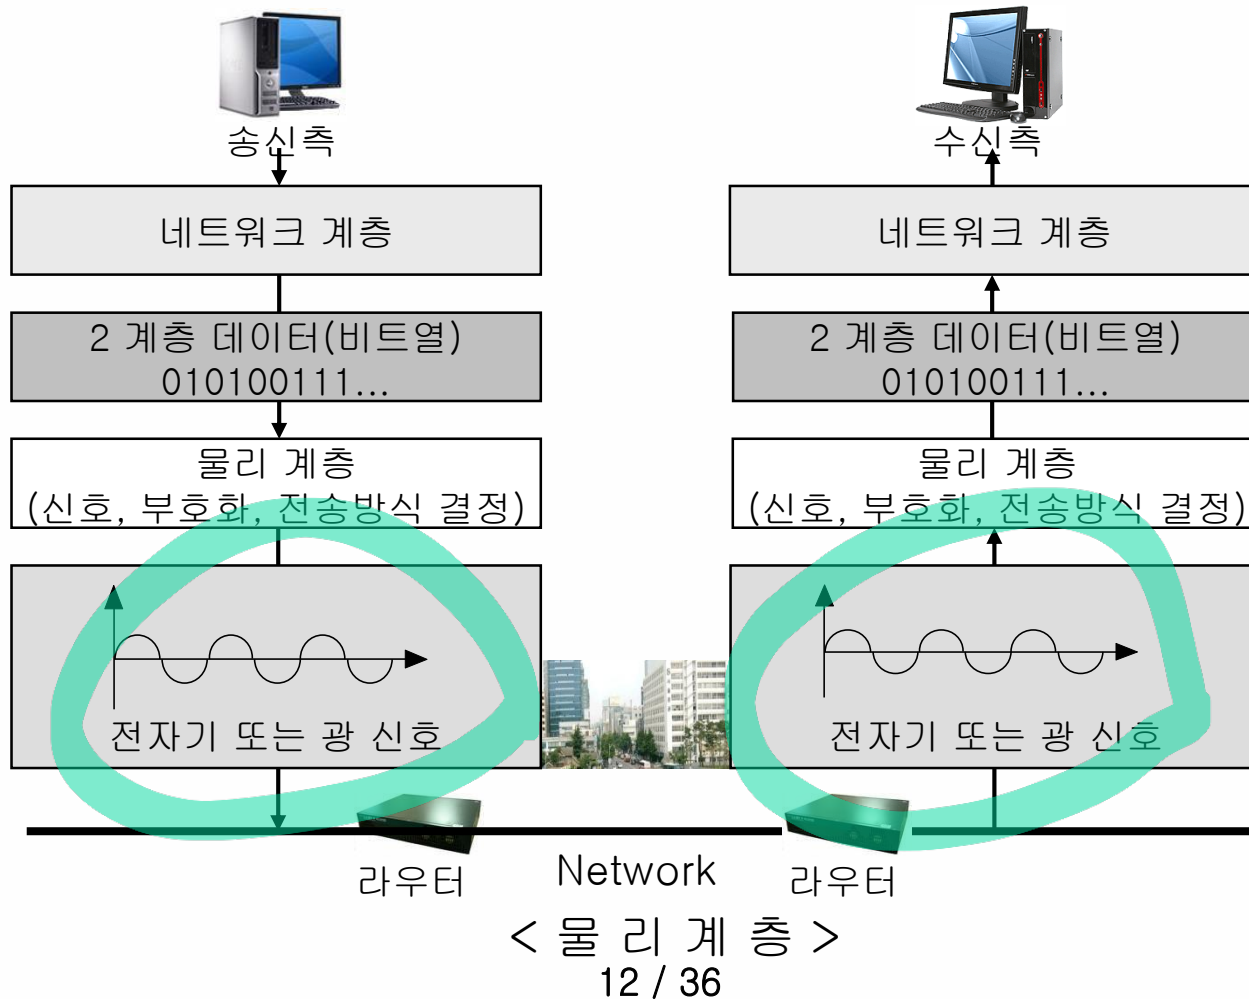 송신측
수신측
네트워크 계층
네트워크 계층
2 계층 데이터(비트열)
010100111...
2 계층 데이터(비트열)
010100111...
물리 계층
(신호, 부호화, 전송방식 결정)
물리 계층
(신호, 부호화, 전송방식 결정)
전자기 또는 광 신호
전자기 또는 광 신호
라우터
Network
라우터
< 물 리 계 층 >
12 / 36